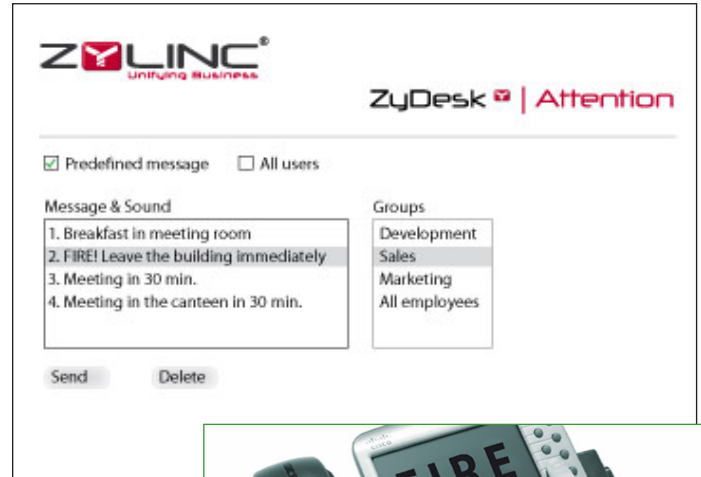 ZYLINC®
Unifying Business
ZyDesk | Attention
Predefined message All users
Message & Sound Groups
1. Breakfast in meeting room Development
2. FIRE! Leave the building immediately Sales
3. Meeting in 30 min. Marketing
4. Meeting in the canteen in 30 min. All employees
Send Delete
cisco
FIRE